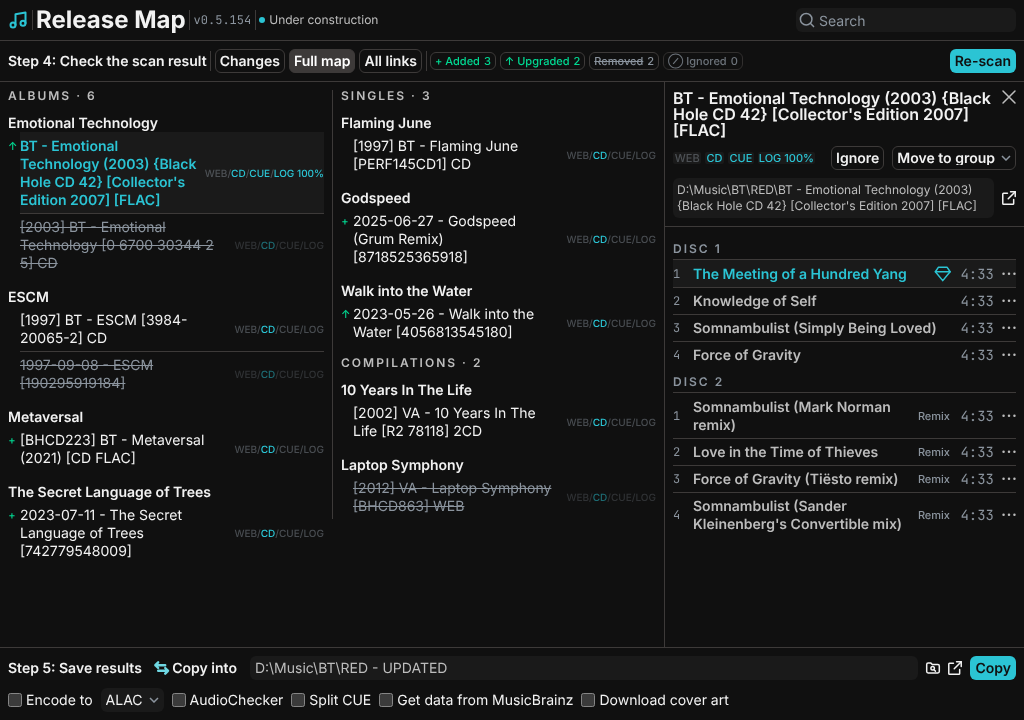 Release Map v0.5.154 Under construction Search
Step 4: Check the scan result Changes Full map All links + Added 3 ↑ Upgraded 2 Removed 2 Ignored 0 Re-scan
ALBUMS · 6
Emotional Technology
↑ BT - Emotional
Technology (2003) {Black
Hole CD 42} [Collector's
Edition 2007] [FLAC]
WEB/CD/CUE/LOG 100%
[2003] BT - Emotional
Technology [0 6700 30344 2
5] CD
WEB/CD/CUE/LOG
ESCM
[1997] BT - ESCM [3984-
20065-2] CD
WEB/CD/CUE/LOG
1997-09-08 - ESCM
[190295919184]
WEB/CD/CUE/LOG
Metaversal
+ [BHCD223] BT - Metaversal
(2021) [CD FLAC]
WEB/CD/CUE/LOG
The Secret Language of Trees
+ 2023-07-11 - The Secret
Language of Trees
[742779548009]
WEB/CD/CUE/LOG
SINGLES · 3
Flaming June
[1997] BT - Flaming June
[PERF145CD1] CD
WEB/CD/CUE/LOG
Godspeed
+ 2025-06-27 - Godspeed
(Grum Remix)
[8718525365918]
WEB/CD/CUE/LOG
Walk into the Water
↑ 2023-05-26 - Walk into the
Water [4056813545180]
WEB/CD/CUE/LOG
COMPILATIONS · 2
10 Years In The Life
[2002] VA - 10 Years In The
Life [R2 78118] 2CD
WEB/CD/CUE/LOG
Laptop Symphony
[2012] VA - Laptop Symphony
[BHCD863] WEB
WEB/CD/CUE/LOG
BT - Emotional Technology (2003) {Black
Hole CD 42} [Collector's Edition 2007]
[FLAC]
WEB CD CUE LOG 100% Ignore Move to group
D:\Music\BT\RED\BT - Emotional Technology (2003)
{Black Hole CD 42} [Collector's Edition 2007] [FLAC]
DISC 1
1 The Meeting of a Hundred Yang 4:33 ···
2 Knowledge of Self 4:33 ···
3 Somnambulist (Simply Being Loved) 4:33 ···
4 Force of Gravity 4:33 ···
DISC 2
1 Somnambulist (Mark Norman
remix) Remix 4:33 ···
2 Love in the Time of Thieves Remix 4:33 ···
3 Force of Gravity (Tiësto remix) Remix 4:33 ···
4 Somnambulist (Sander
Kleinenberg's Convertible mix) Remix 4:33 ···
Step 5: Save results Copy into D:\Music\BT\RED - UPDATED Copy
Encode to ALAC AudioChecker Split CUE Get data from MusicBrainz Download cover art